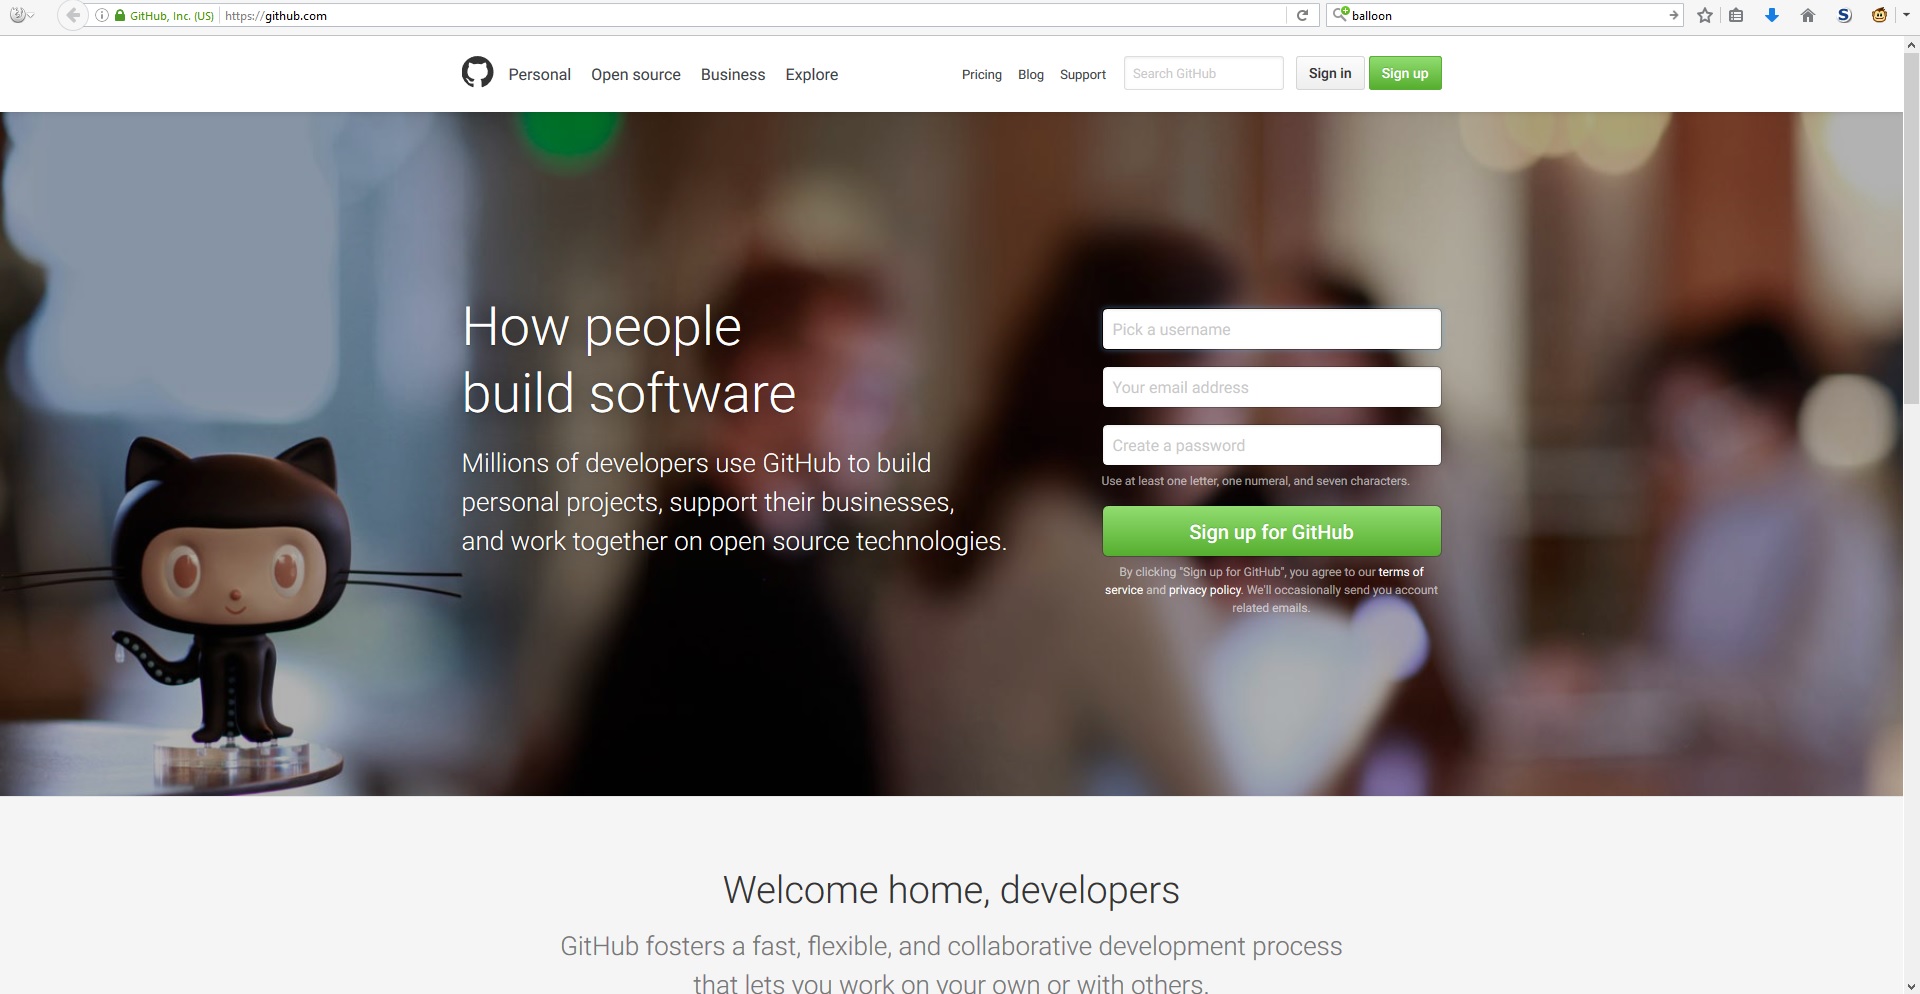 GitHub, Inc. (US) https://github.com balloon
Personal Open source Business Explore Pricing Blog Support Search GitHub Sign in Sign up
How people
build software
Millions of developers use GitHub to build
personal projects, support their businesses,
and work together on open source technologies.
Pick a username
Your email address
Create a password
Use at least one letter, one numeral, and seven characters.
Sign up for GitHub
By clicking "Sign up for GitHub", you agree to our terms of
service and privacy policy. We'll occasionally send you account
related emails.
Welcome home, developers
GitHub fosters a fast, flexible, and collaborative development process
that lets you work on your own or with others.